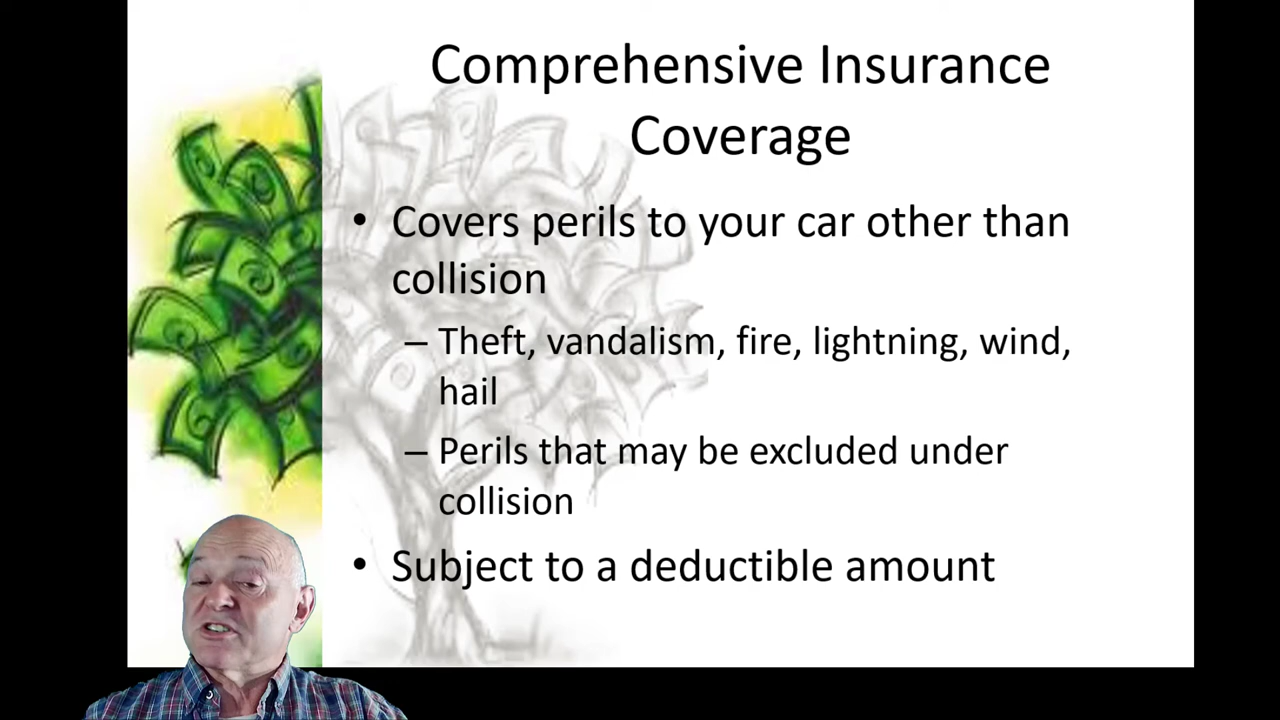 Comprehensive Insurance
Coverage
• Covers perils to your car other than
collision
– Theft, vandalism, fire, lightning, wind,
hail
– Perils that may be excluded under
collision
• Subject to a deductible amount